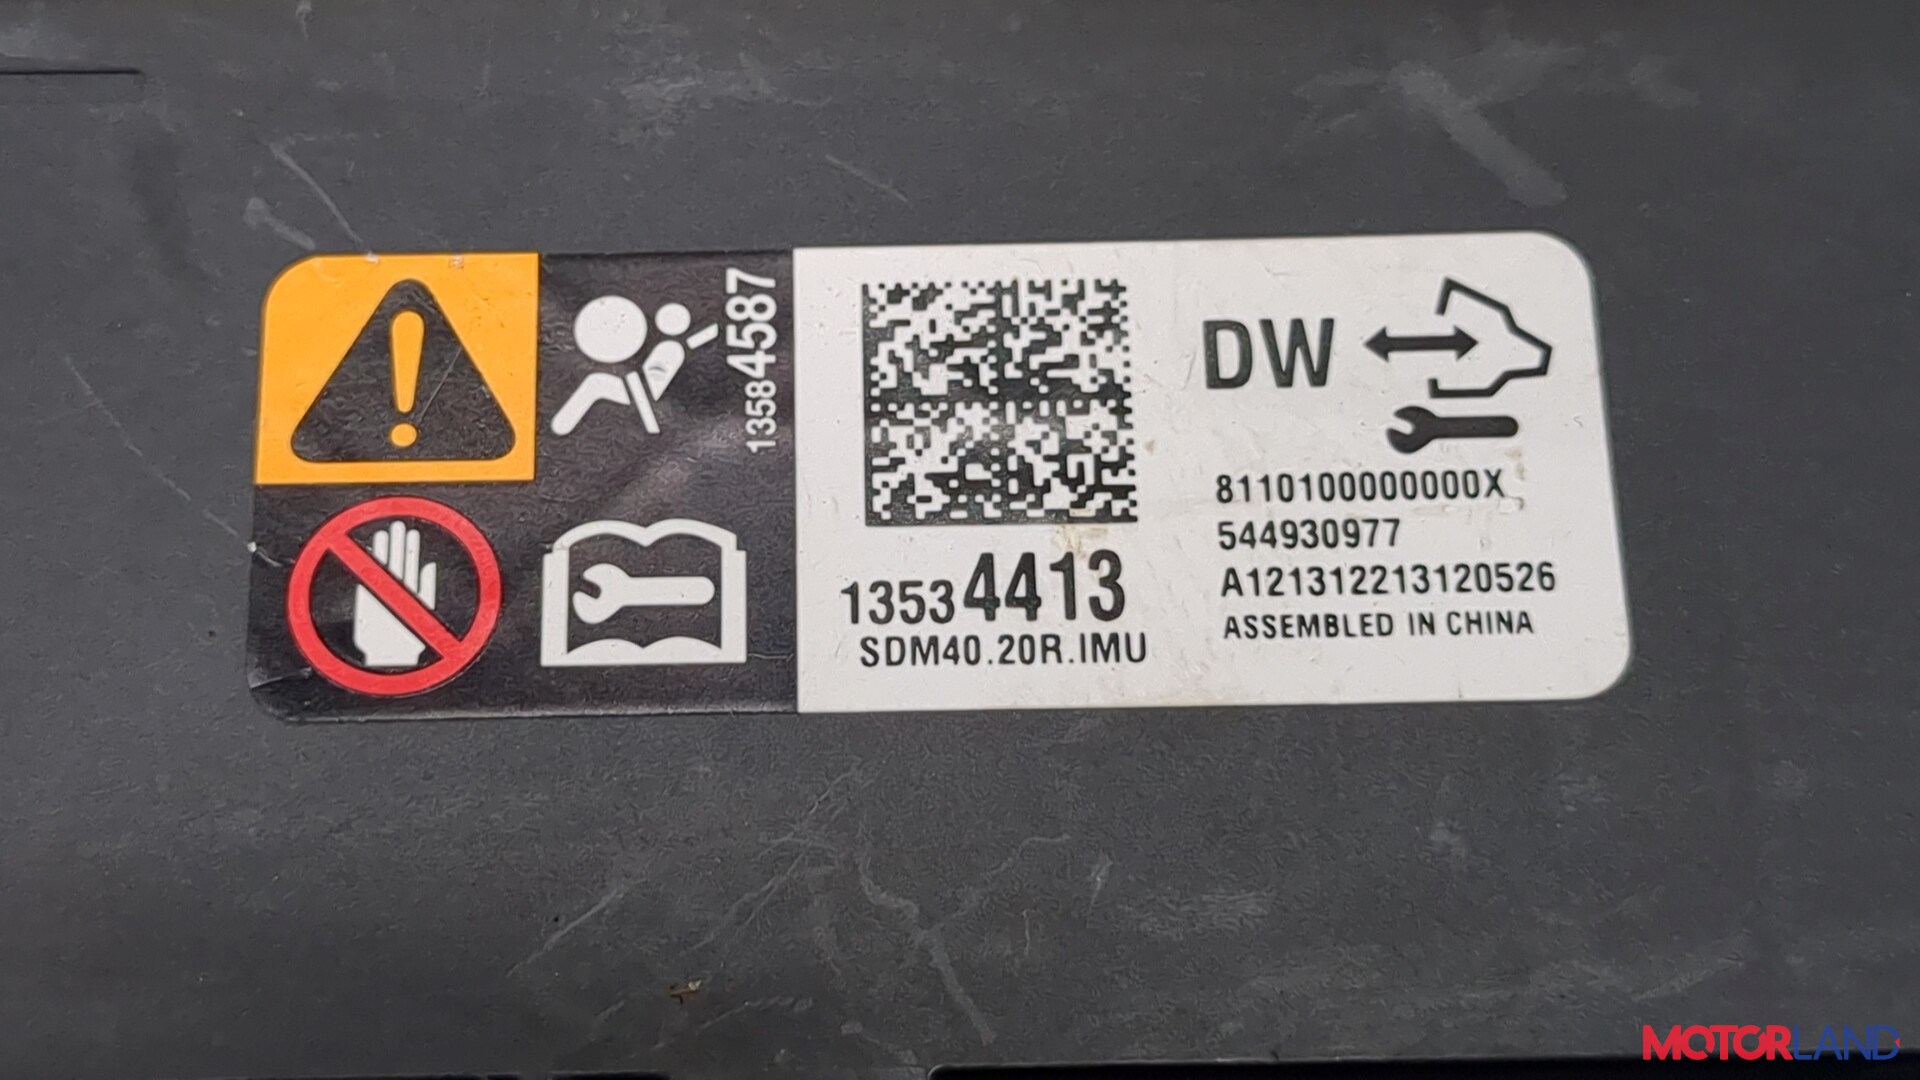 13584587
13534413
SDM40.20R.IMU
DW
8110100000000X
544930977
A121312213120526
ASSEMBLED IN CHINA
MOTORLAND